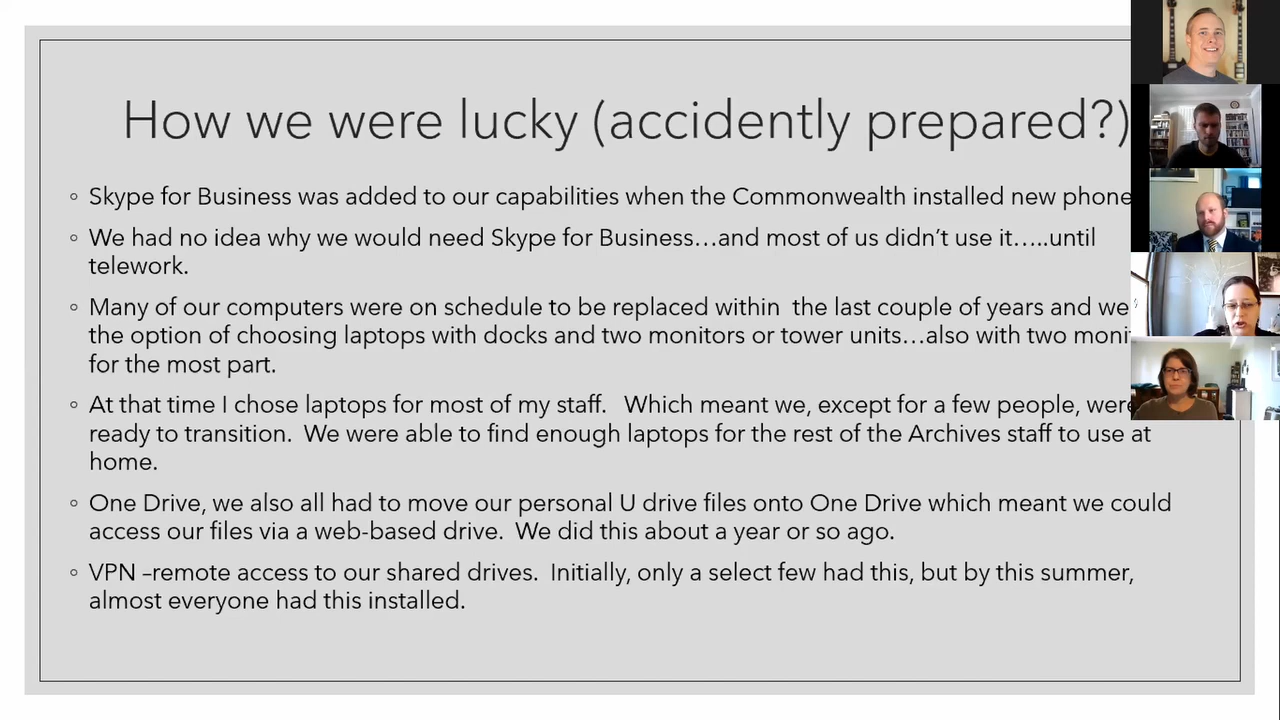 How we were lucky (accidently prepared?)
◦ Skype for Business was added to our capabilities when the Commonwealth installed new phone
◦ We had no idea why we would need Skype for Business…and most of us didn't use it…..until
telework.
◦ Many of our computers were on schedule to be replaced within the last couple of years and we
the option of choosing laptops with docks and two monitors or tower units…also with two
for the most part.
◦ At that time I chose laptops for most of my staff. Which meant we, except for a few people, were
ready to transition. We were able to find enough laptops for the rest of the Archives staff to use at
home.
◦ One Drive, we also all had to move our personal U drive files onto One Drive which meant we could
access our files via a web-based drive. We did this about a year or so ago.
◦ VPN –remote access to our shared drives. Initially, only a select few had this, but by this summer,
almost everyone had this installed.